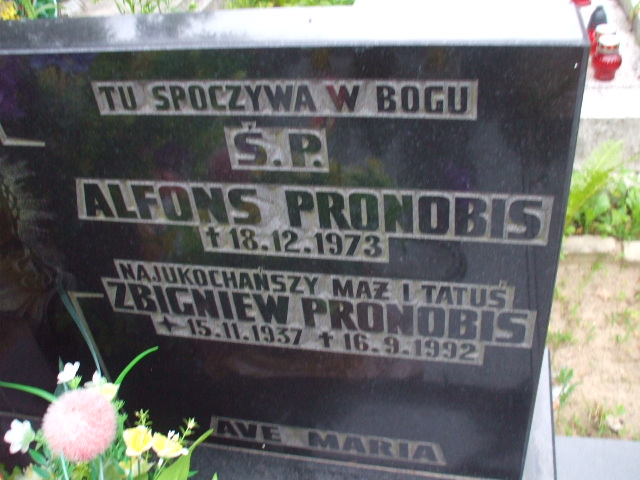 TU SPOCZYWA W BOGU
Ś.P.
ALFONS PRONOBIS
✝ 18.12.1973
NAJUKOCHAŃSZY MĄŻ I TATUŚ
ZBIGNIEW PRONOBIS
✶ 15.11.1937 ✝ 16.9.1992
AVE MARIA